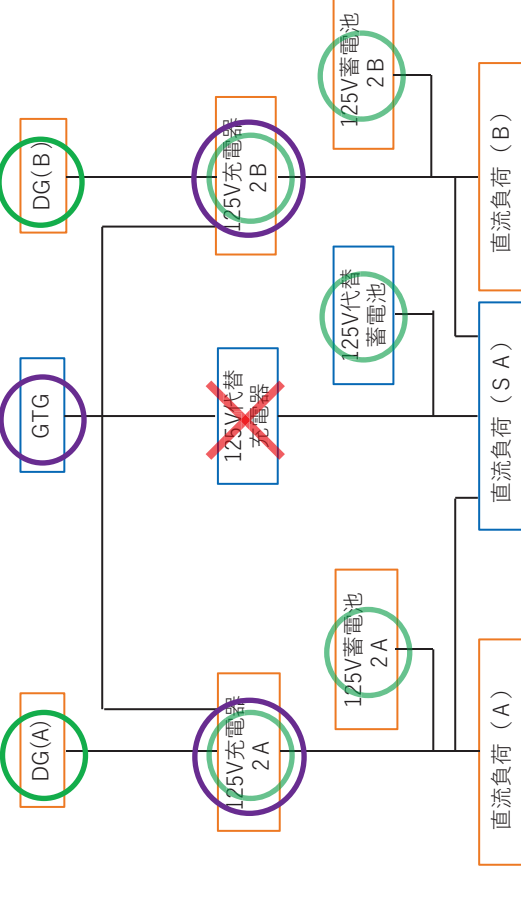 DG(A)
GTG
DG(B)
125V充電器
2A
125V代替
充電器
125V充電器
2B
125V蓄電池
2A
125V代替
蓄電池
125V蓄電池
2B
直流負荷（A）
直流負荷（SA）
直流負荷（B）